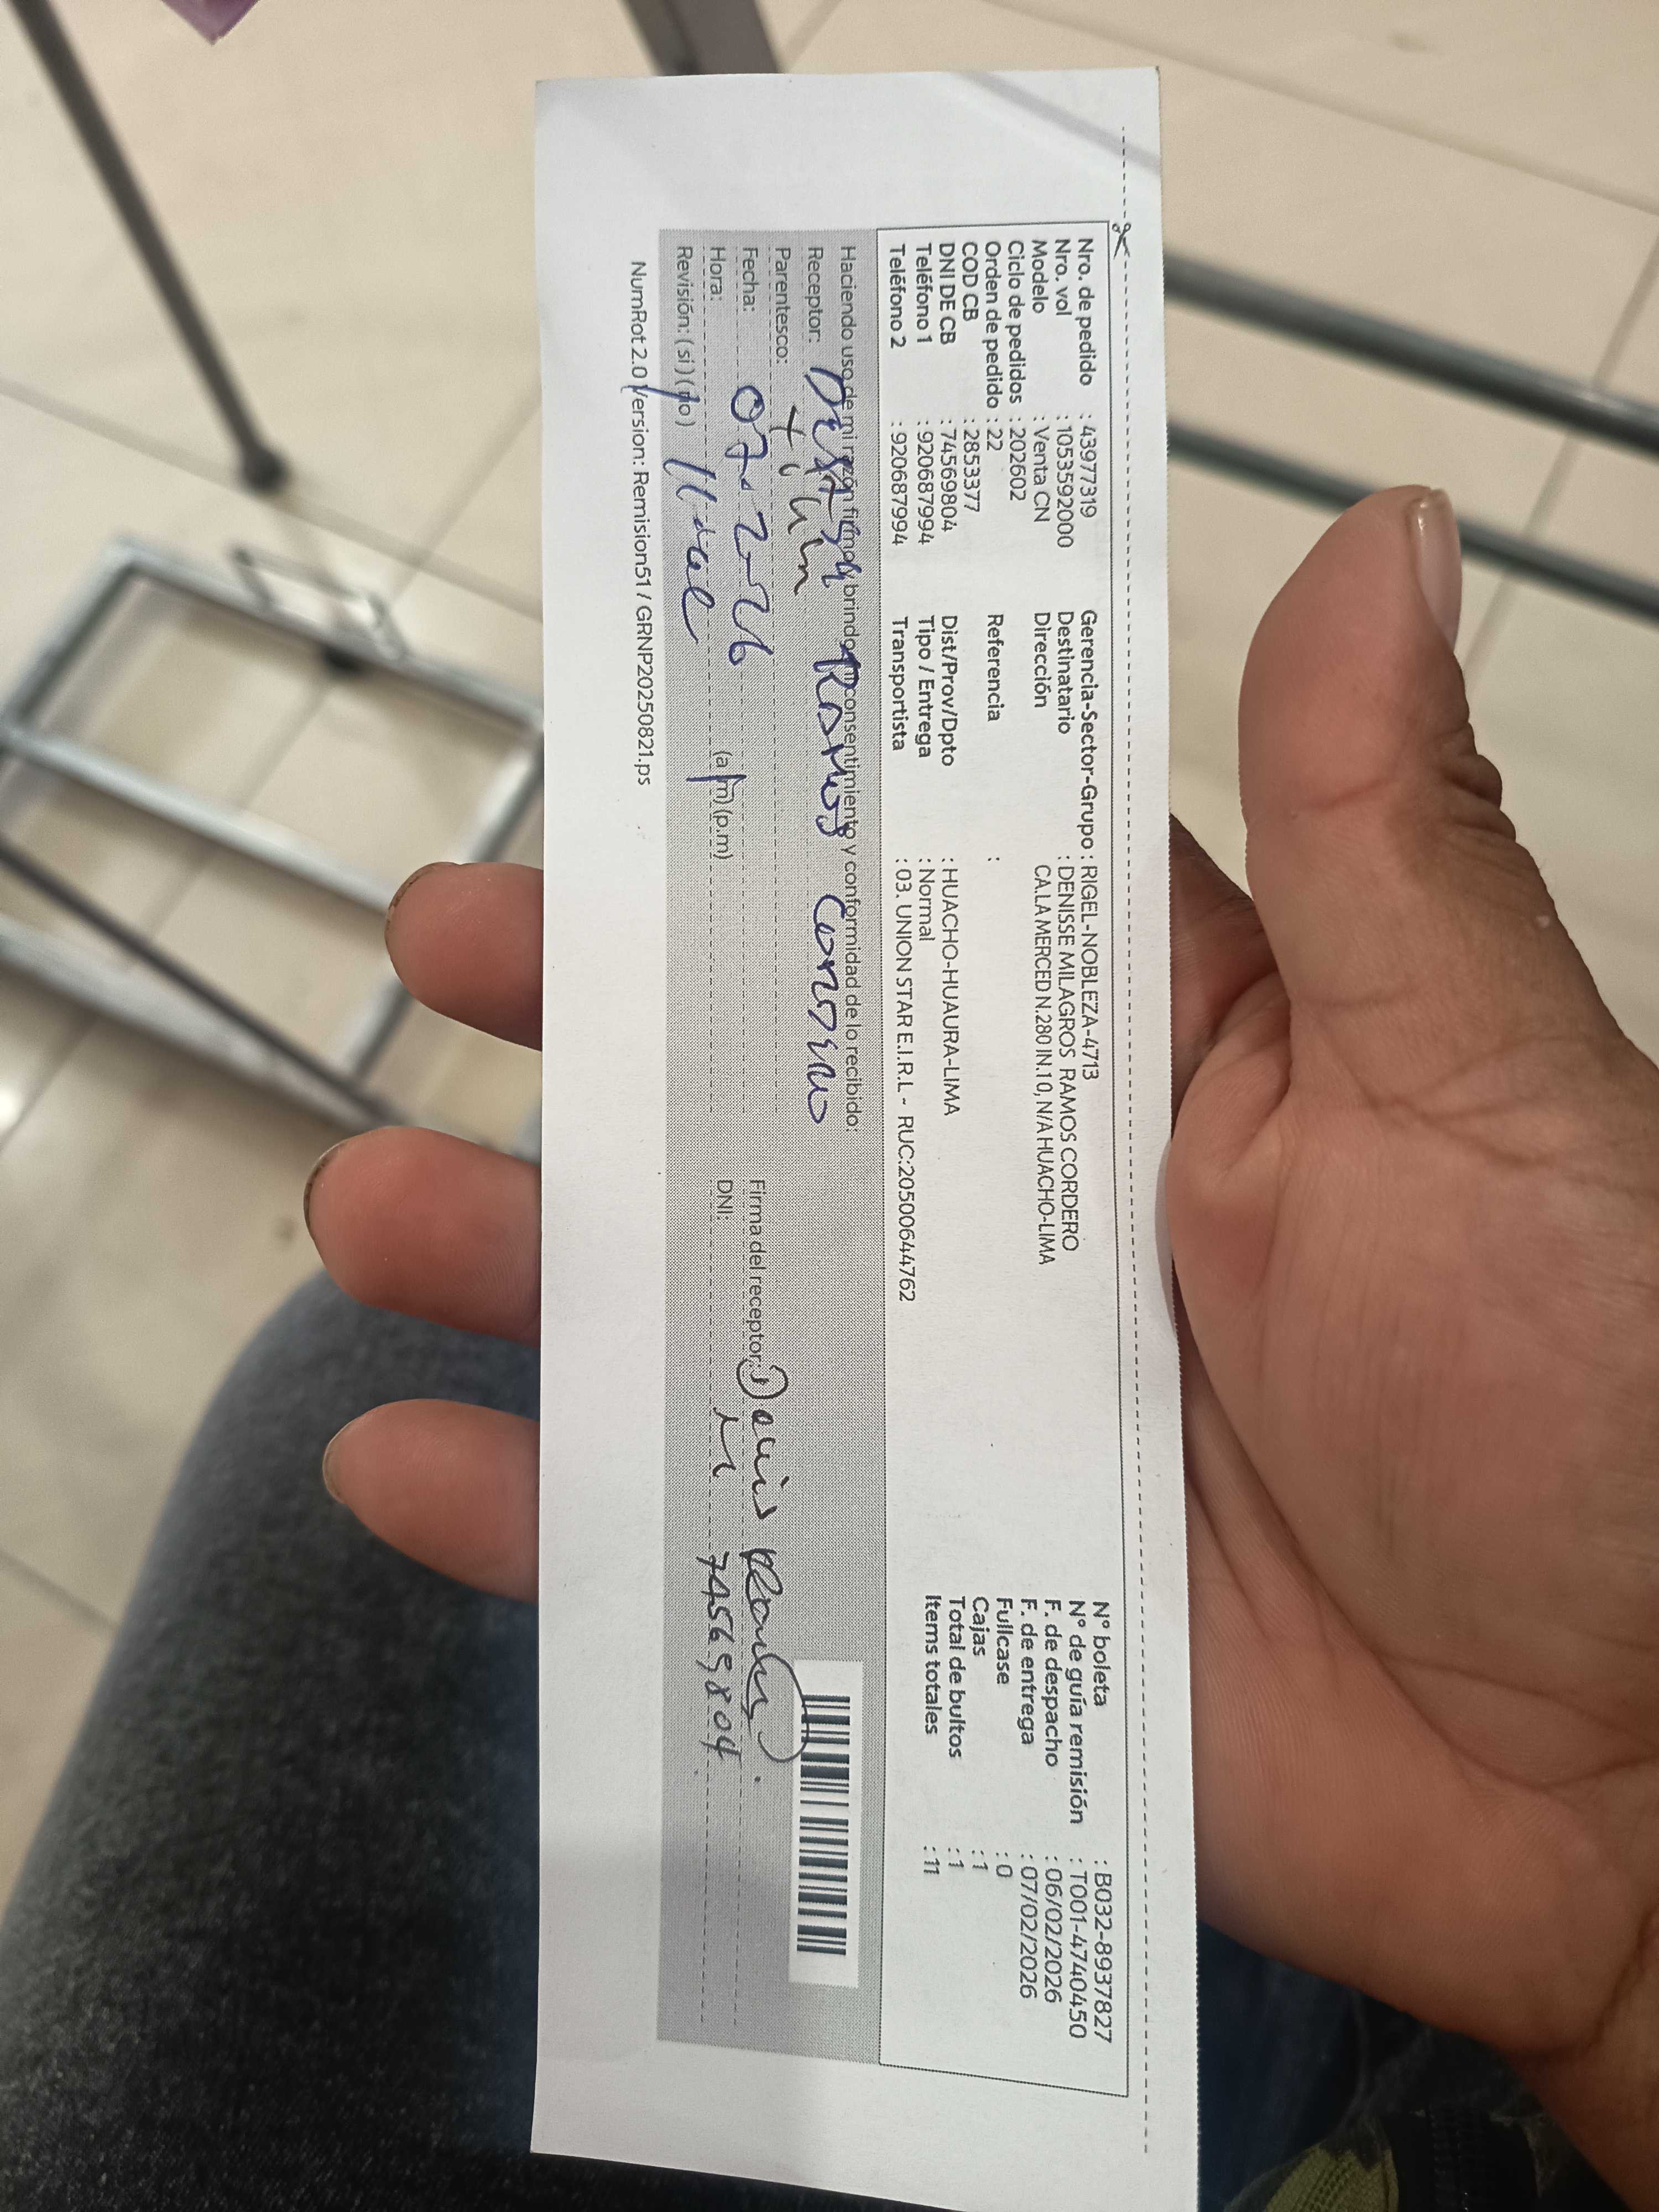 Nro. de pedido : 43977319
Nro. vol : 1053592000
Modelo : Venta CN
Ciclo de pedidos : 202602
Orden de pedido : 22
COD CB : 2853377
DNI DE CB : 74569804
Teléfono 1 : 920687994
Teléfono 2 : 920687994
Gerencia-Sector-Grupo : RIGEL-NOBLEZA-4713
Destinatario : DENISSE MILAGROS RAMOS CORDERO
Dirección CA.LA MERCED N.280 IN.10, N/A HUACHO-LIMA
Referencia :
Dist/Prov/Dpto : HUACHO-HUAURA-LIMA
Tipo / Entrega : Normal
Transportista : 03. UNION STAR E.I.R.L - RUC:20500644762
N° boleta : B032-8937827
N° de guía remisión : T001-4740450
F. de despacho : 06/02/2026
F. de entrega : 07/02/2026
Fullcase : 0
Cajas : 1
Total de bultos : 1
Items totales : 11
Haciendo uso de mi razón firmo y brindo mi consentimiento y conformidad de lo recibido:
Receptor: Ramos
Parentesco:
Fecha: 07-2-26
Hora: (a.m) (p.m)
Revisión: (si) (no)
Firma del receptor:
DNI: 74569804
NumRot 2.0 Version: Remision51 / GRNP20250821.ps